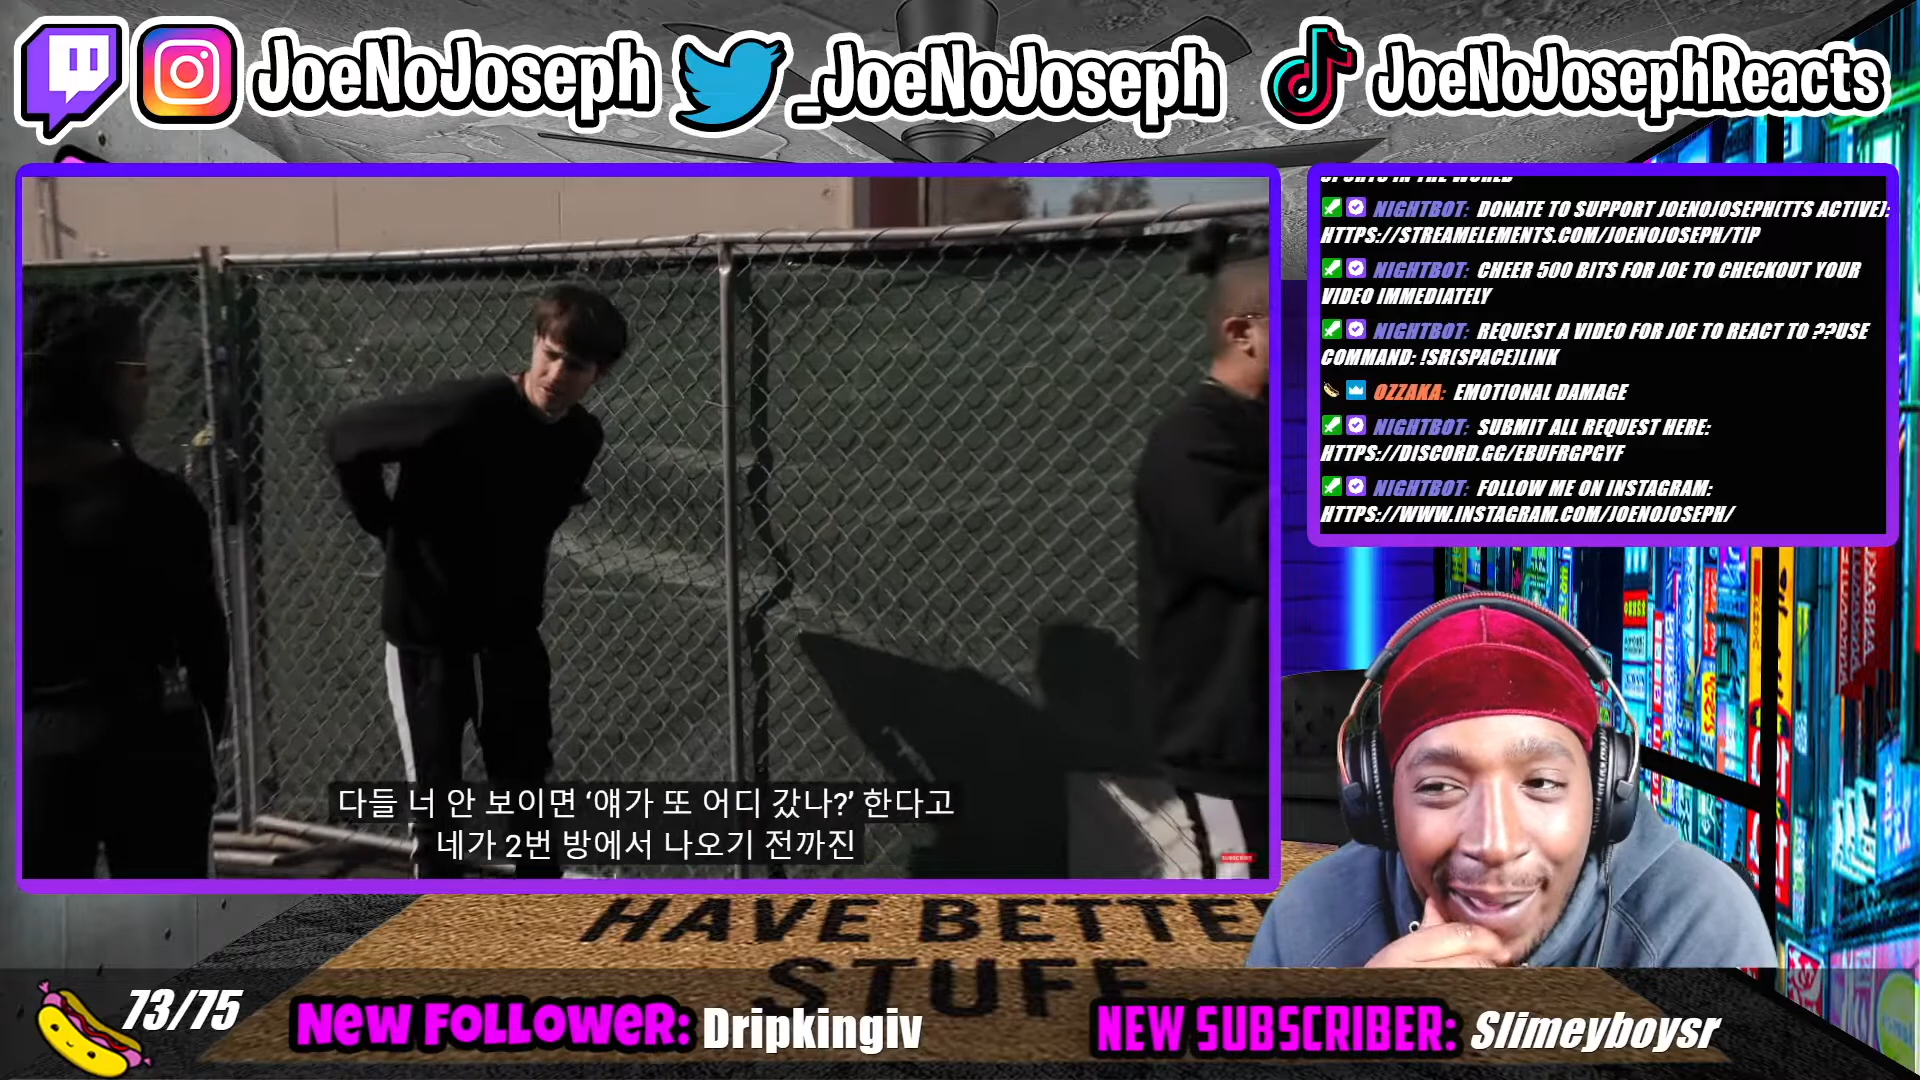 JoeNoJoseph
_JoeNoJoseph
JoeNoJosephReacts
SPORTS IN THE WORLD
NIGHTBOT: DONATE TO SUPPORT JOENOJOSEPH(TTS ACTIVE):
HTTPS://STREAMELEMENTS.COM/JOENOJOSEPH/TIP
NIGHTBOT: CHEER 500 BITS FOR JOE TO CHECKOUT YOUR
VIDEO IMMEDIATELY
NIGHTBOT: REQUEST A VIDEO FOR JOE TO REACT TO ??USE
COMMAND: !SR(SPACE)LINK
OZZAKA: EMOTIONAL DAMAGE
NIGHTBOT: SUBMIT ALL REQUEST HERE:
HTTPS://DISCORD.GG/EBUFRGPGYF
NIGHTBOT: FOLLOW ME ON INSTAGRAM:
HTTPS://WWW.INSTAGRAM.COM/JOENOJOSEPH/
다들 너 안 보이면 ‘얘가 또 어디 갔나?’ 한다고
네가 2번 방에서 나오기 전까진
SUBSCRIBE
HAVE BETTE
STUFF
73/75
NEW FOLLOWER: Dripkingiv
NEW SUBSCRIBER: Slimeyboysr